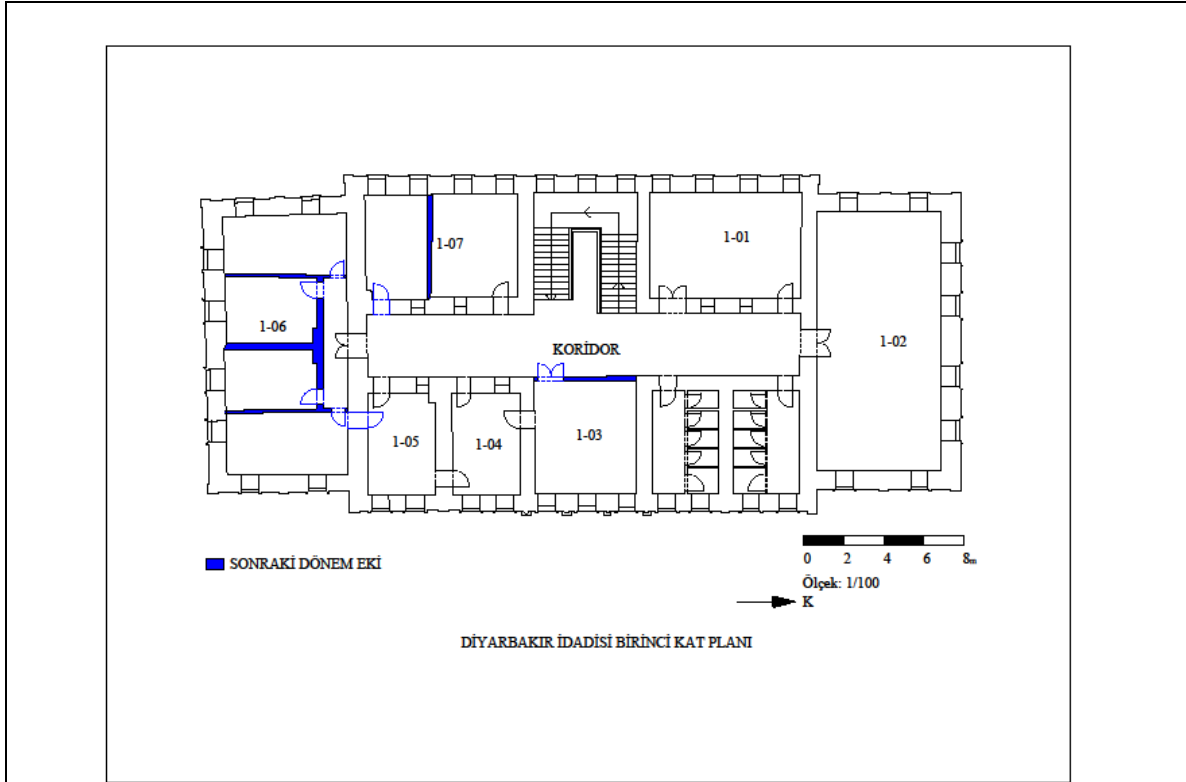 1-07
1-01
1-06
KORİDOR
1-02
1-05
1-04
1-03
SONRAKİ DÖNEM EKİ
0 2 4 6 8m
Ölçek: 1/100
K
DİYARBAKIR İDADİSİ BİRİNCİ KAT PLANI